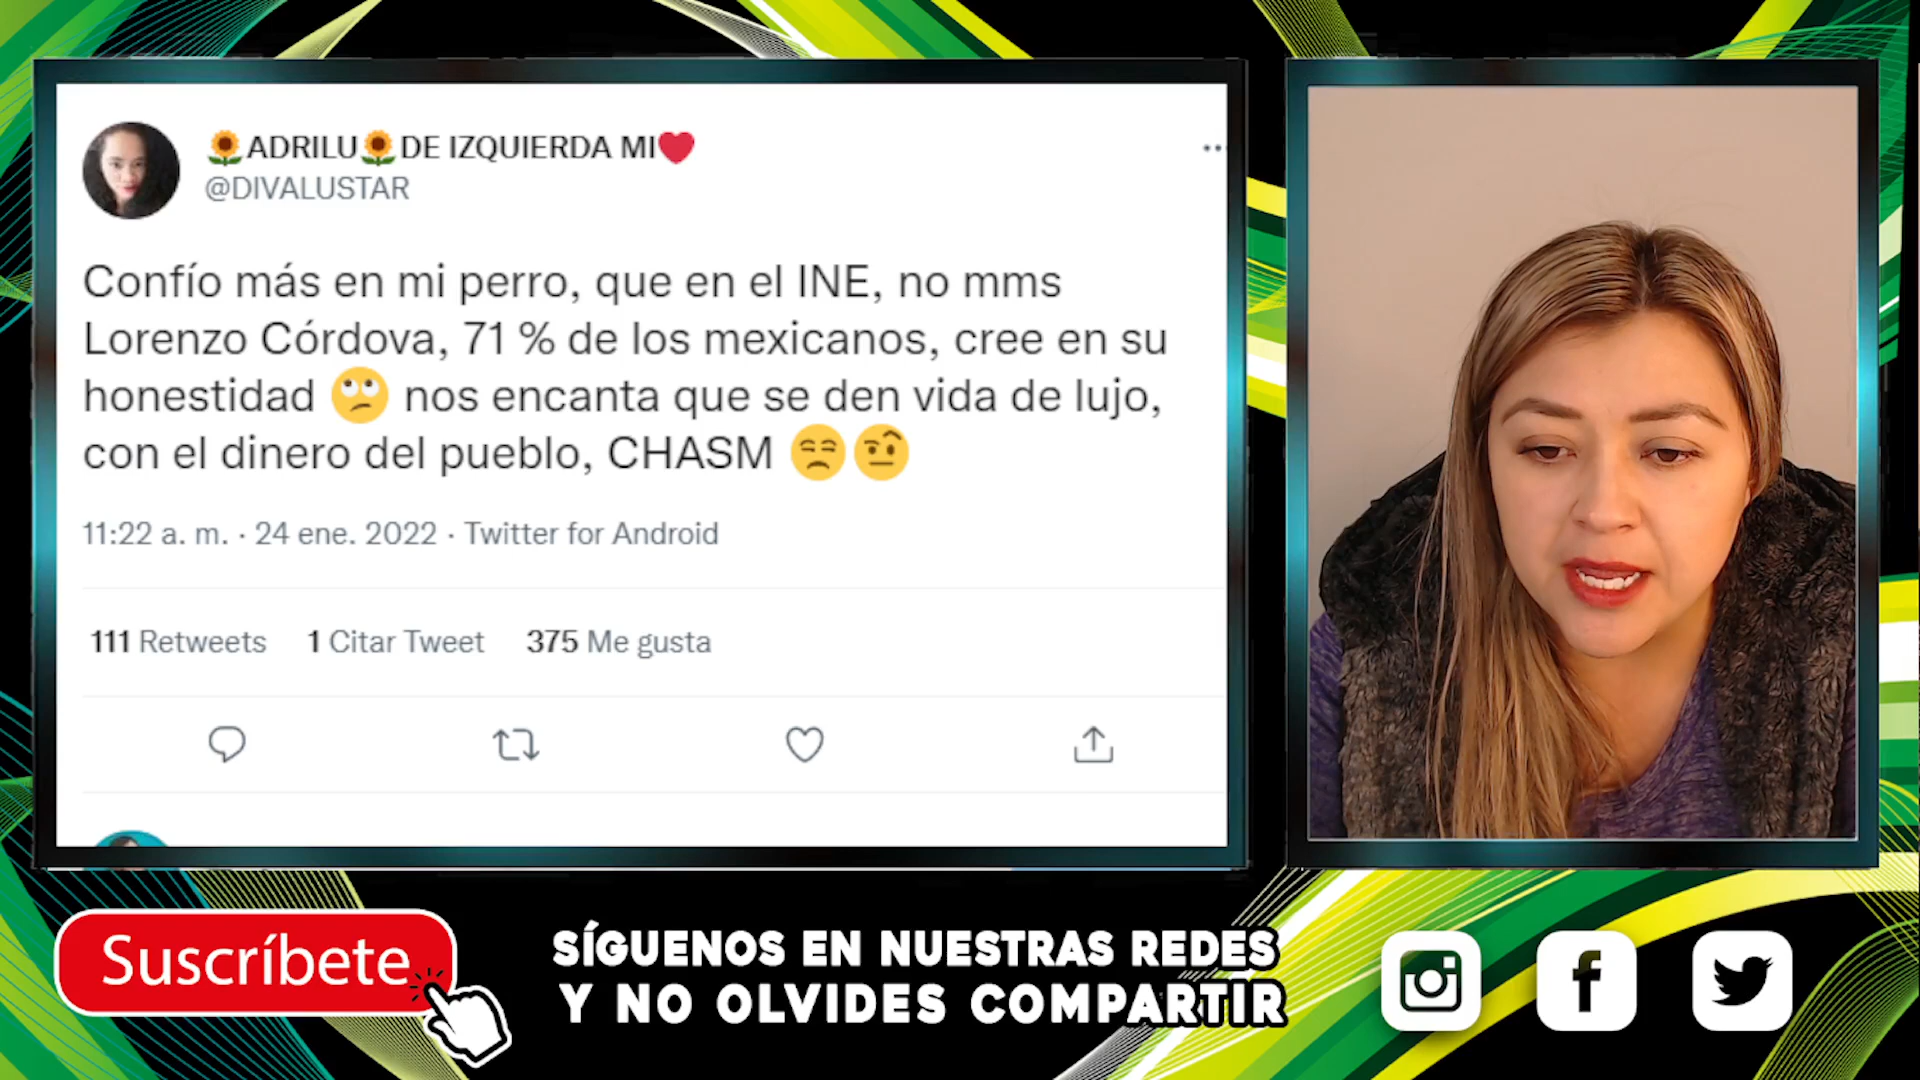 🌻ADRILU🌻DE IZQUIERDA MI❤️
@DIVALUSTAR
Confío más en mi perro, que en el INE, no mms
Lorenzo Córdova, 71 % de los mexicanos, cree en su
honestidad 🙄 nos encanta que se den vida de lujo,
con el dinero del pueblo, CHASM 😒🤨
11:22 a. m. · 24 ene. 2022 · Twitter for Android
111 Retweets 1 Citar Tweet 375 Me gusta
Suscríbete
SÍGUENOS EN NUESTRAS REDES
Y NO OLVIDES COMPARTIR